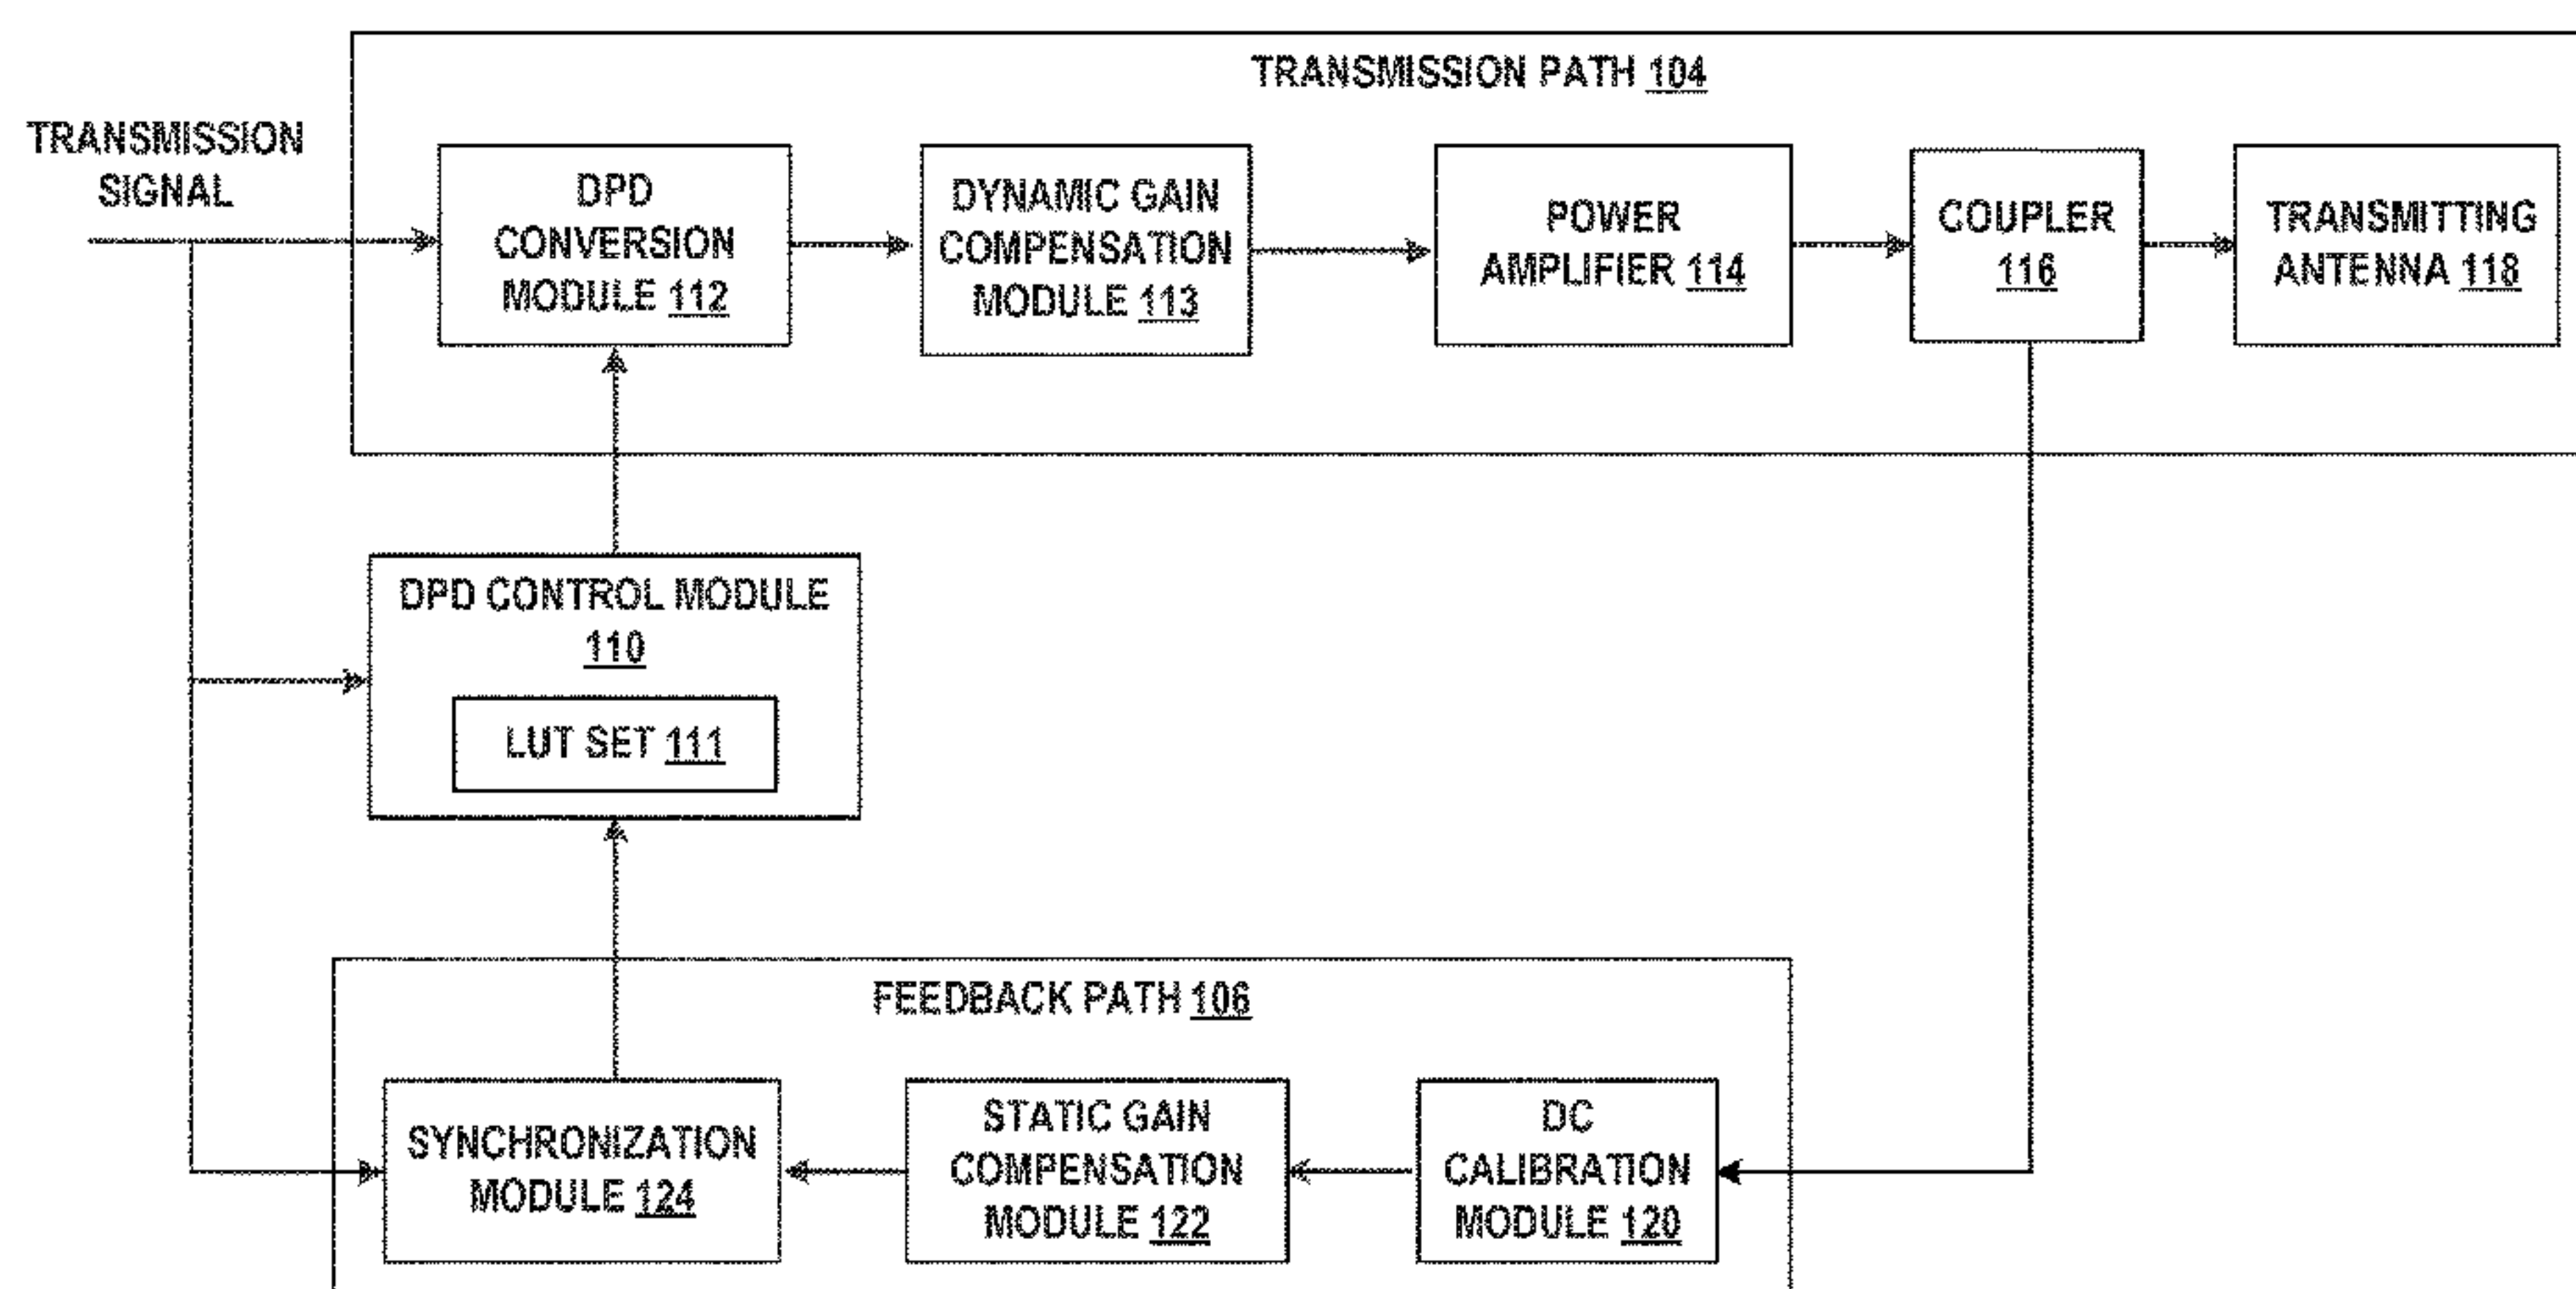 TRANSMISSION PATH 104
TRANSMISSION
SIGNAL
DPD
CONVERSION
MODULE 112
DYNAMIC GAIN
COMPENSATION
MODULE 113
POWER
AMPLIFIER 114
COUPLER
116
TRANSMITTING
ANTENNA 118
DPD CONTROL MODULE
110
LUT SET 111
FEEDBACK PATH 106
SYNCHRONIZATION
MODULE 124
STATIC GAIN
COMPENSATION
MODULE 122
DC
CALIBRATION
MODULE 120